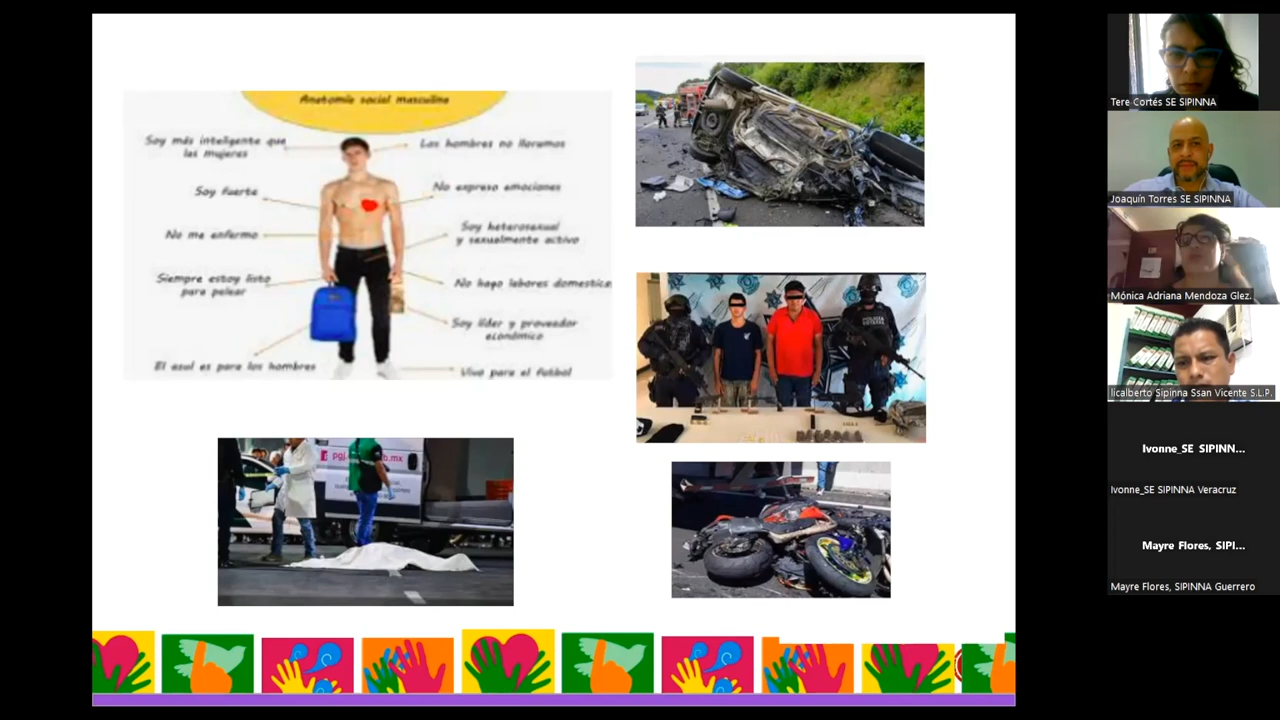 Anatomía social masculina
Soy más inteligente que
las mujeres
Los hombres no lloramos
Soy fuerte
No expreso emociones
No me enfermo
Soy heterosexual
y sexualmente activo
Siempre estoy listo
para pelear
No hago labores domestica
Soy líder y proveedor
económico
El azul es para los hombres
Vivo para el futbol
Tere Cortés SE SIPINNA
Joaquín Torres SE SIPINNA
Mónica Adriana Mendoza Glez.
licalberto Sipinna Ssan Vicente S.L.P.
Ivonne_SE SIPINN...
Ivonne_SE SIPINNA Veracruz
Mayre Flores, SIPI...
Mayre Flores, SIPINNA Guerrero